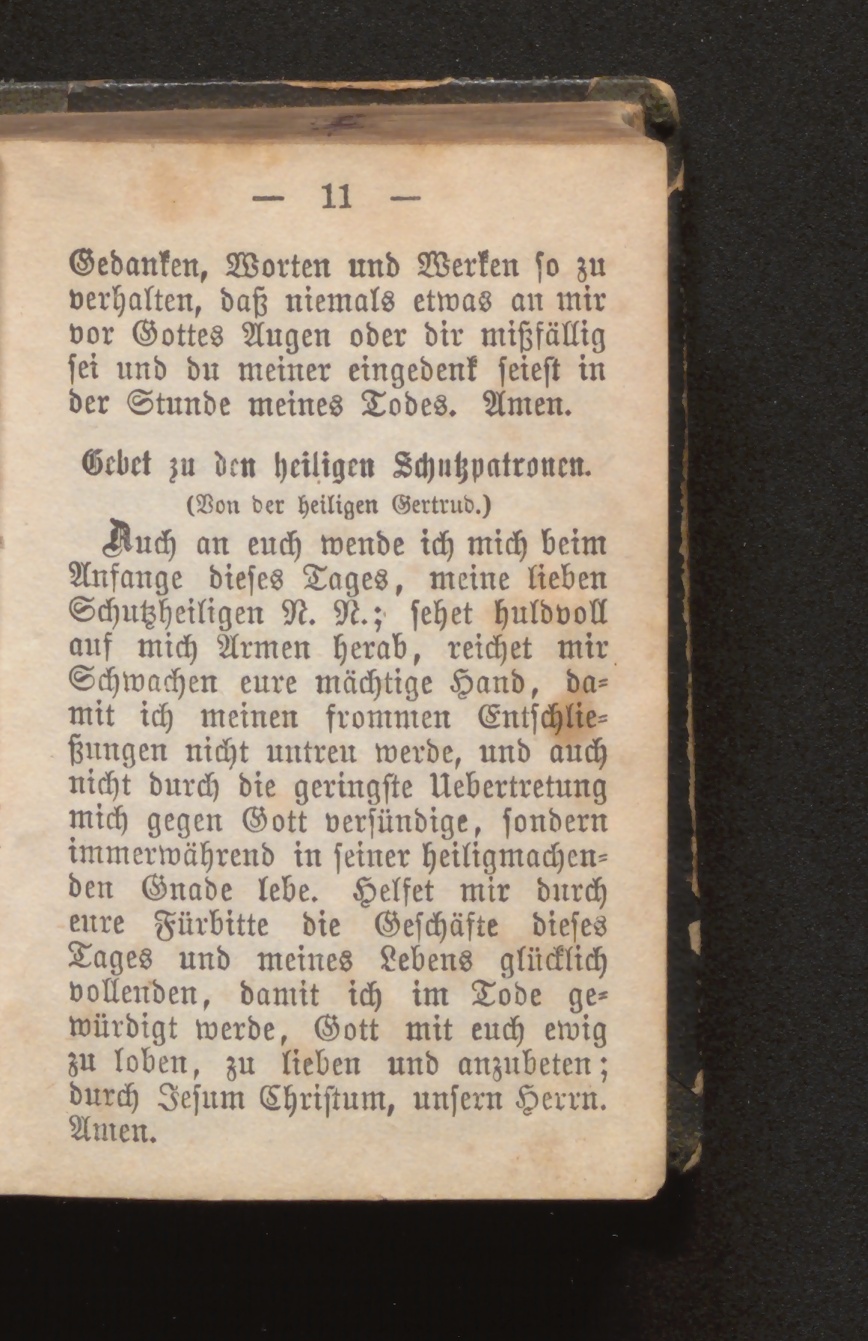 — 11 —
Gedanken, Worten und Werken so zu
verhalten, daß niemals etwas an mir
vor Gottes Augen oder dir mißfällig
sei und du meiner eingedenk seiest in
der Stunde meines Todes. Amen.
Gebet zu den heiligen Schutzpatronen.
(Von der heiligen Gertrud.)
Auch an euch wende ich mich beim
Anfange dieses Tages, meine lieben
Schutzheiligen N. N.; sehet huldvoll
auf mich Armen herab, reichet mir
Schwachen eure mächtige Hand, da=
mit ich meinen frommen Entschlie=
ßungen nicht untreu werde, und auch
nicht durch die geringste Uebertretung
mich gegen Gott versündige, sondern
immerwährend in seiner heiligmachen=
den Gnade lebe. Helfet mir durch
eure Fürbitte die Geschäfte dieses
Tages und meines Lebens glücklich
vollenden, damit ich im Tode ge=
würdigt werde, Gott mit euch ewig
zu loben, zu lieben und anzubeten;
durch Jesum Christum, unsern Herrn.
Amen.